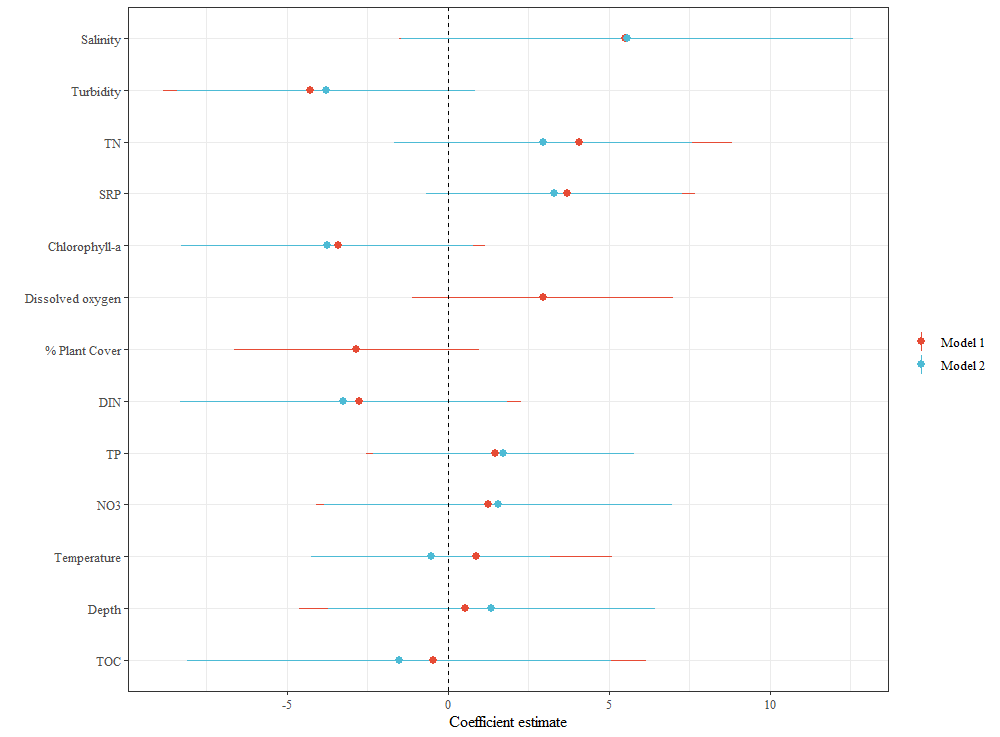 Salinity
Turbidity
TN
SRP
Chlorophyll-a
Dissolved oxygen
% Plant Cover
DIN
TP
NO3
Temperature
Depth
TOC
-5 0 5 10
Coefficient estimate
Model 1
Model 2